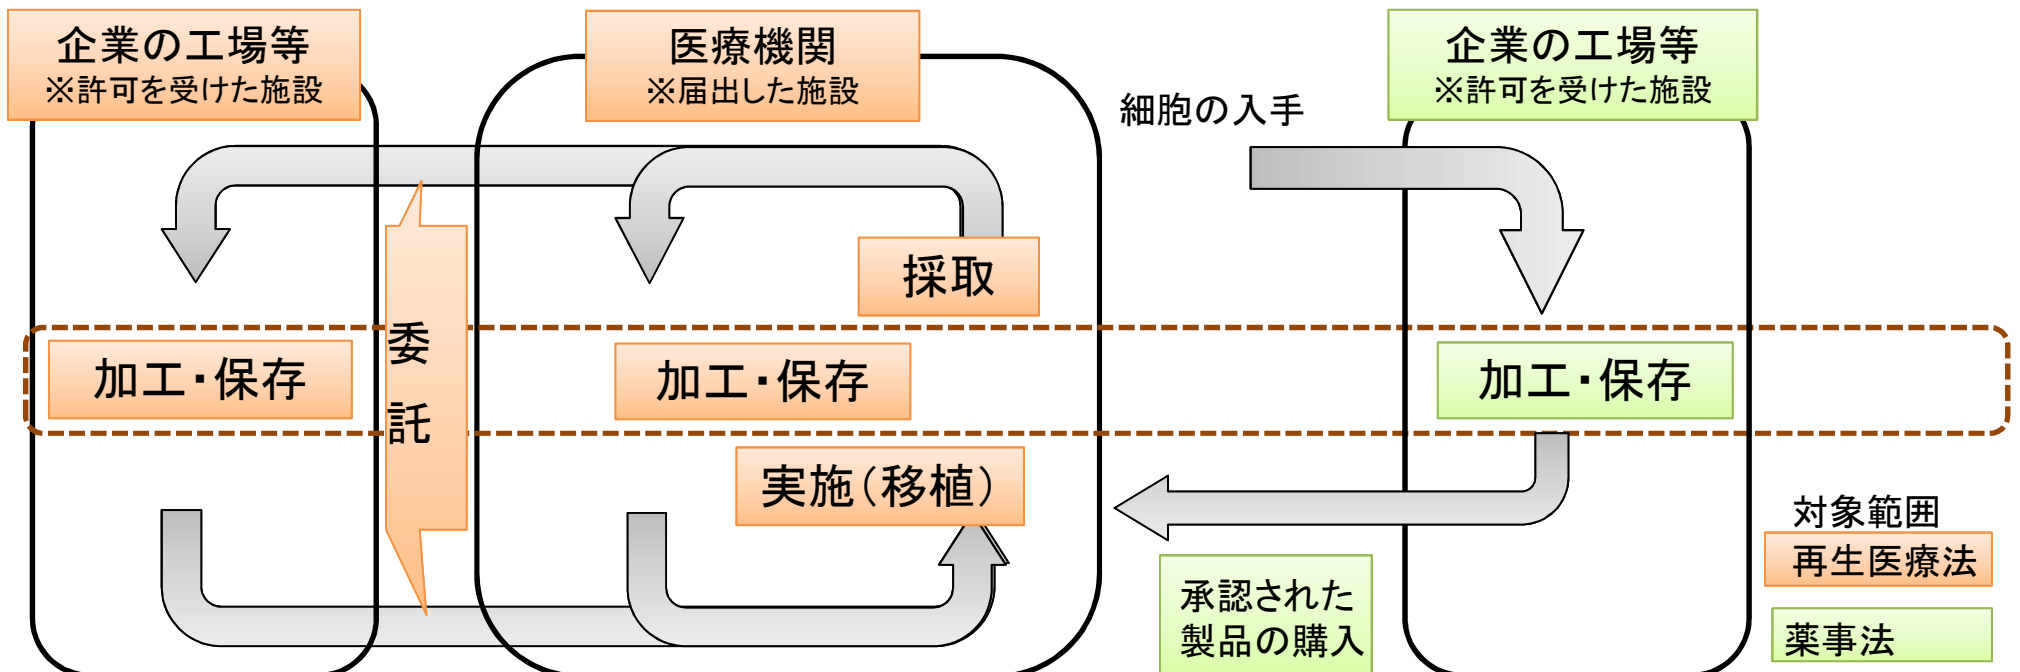 企業の工場等
※許可を受けた施設
医療機関
※届出した施設
企業の工場等
※許可を受けた施設
細胞の入手
採取
委
託
加工・保存
加工・保存
加工・保存
実施（移植）
承認された
製品の購入
対象範囲
再生医療法
薬事法